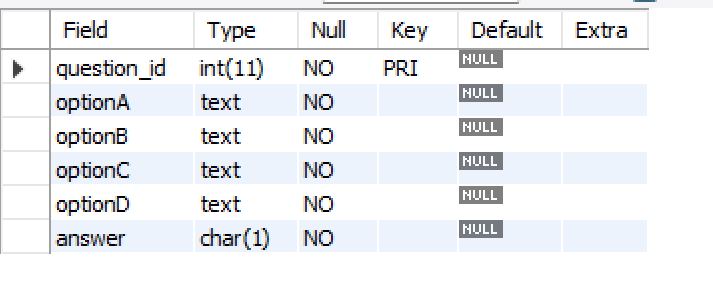 Field Type Null Key Default Extra
question_id int(11) NO PRI NULL
optionA text NO NULL
optionB text NO NULL
optionC text NO NULL
optionD text NO NULL
answer char(1) NO NULL